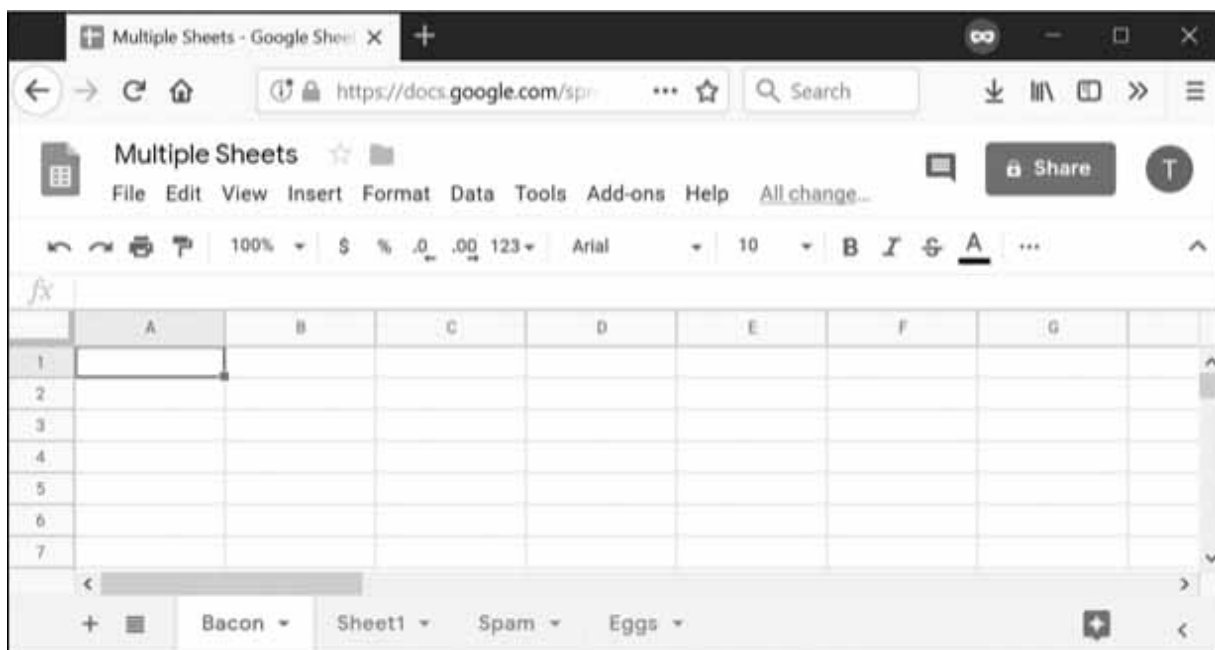 Multiple Sheets - Google Shee
https://docs.google.com/spr
Search
Multiple Sheets
Share
T
File Edit View Insert Format Data Tools Add-ons Help All change...
100% $ % .0 .00 123 Arial 10 B I S A ...
fx
A B C D E F G
1
2
3
4
5
6
7
+ Bacon Sheet1 Spam Eggs